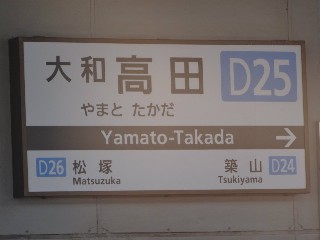 大和高田 D25
やまと たかだ
Yamato-Takada →
D26 松塚 築山 D24
Matsuzuka Tsukiyama